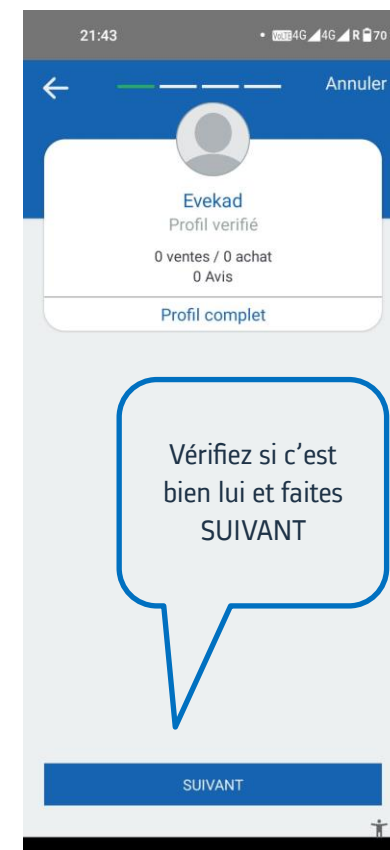 21:43 • VoLTE 4G 4G R 70
Annuler
Evekad
Profil verifié
0 ventes / 0 achat
0 Avis
Profil complet
Vérifiez si c’est
bien lui et faites
SUIVANT
SUIVANT